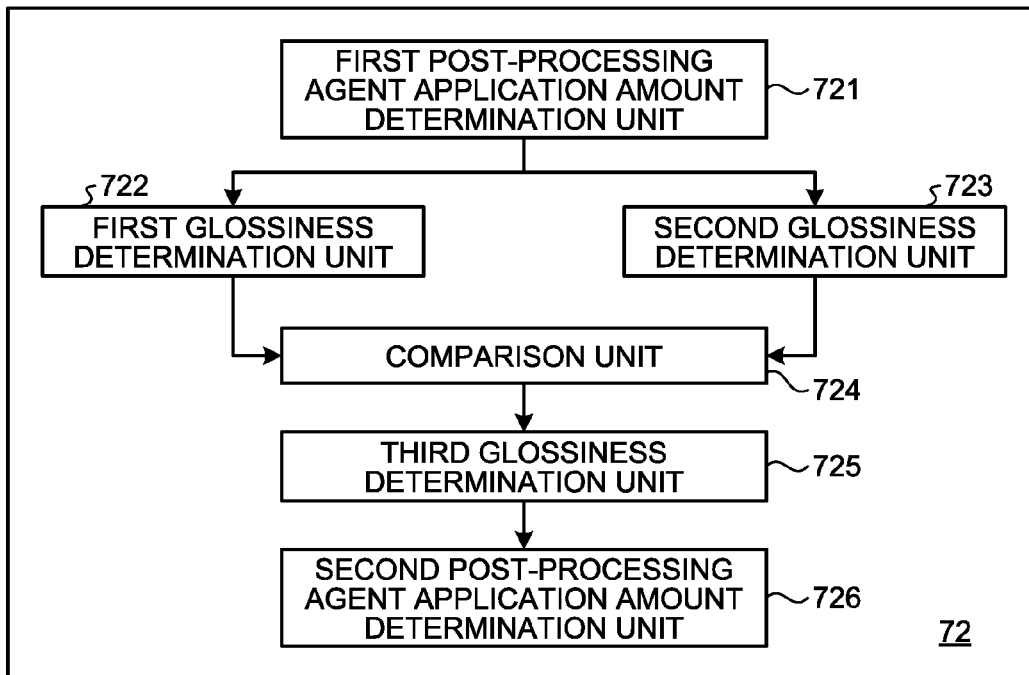 FIRST POST-PROCESSING
AGENT APPLICATION AMOUNT
DETERMINATION UNIT
721
722
FIRST GLOSSINESS
DETERMINATION UNIT
723
SECOND GLOSSINESS
DETERMINATION UNIT
COMPARISON UNIT
724
THIRD GLOSSINESS
DETERMINATION UNIT
725
SECOND POST-PROCESSING
AGENT APPLICATION AMOUNT
DETERMINATION UNIT
726
72